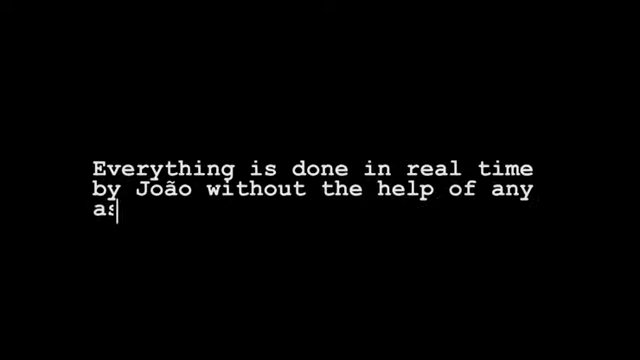 Everything is done in real time
by João without the help of any
as